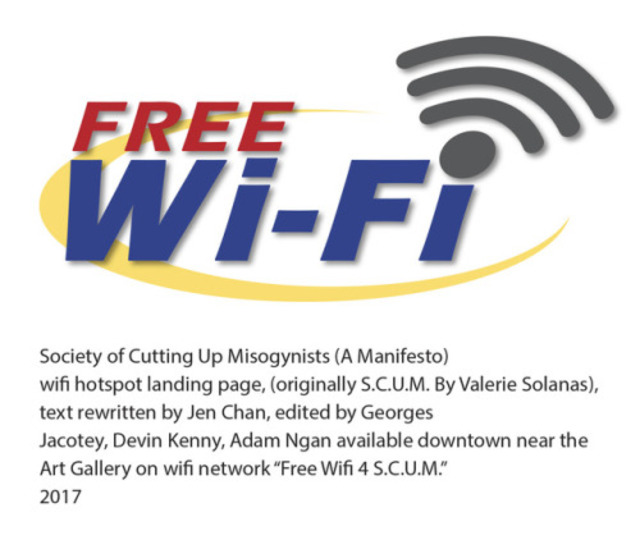 FREE
Wi-Fi
Society of Cutting Up Misogynists (A Manifesto)
wifi hotspot landing page, (originally S.C.U.M. By Valerie Solanas),
text rewritten by Jen Chan, edited by Georges
Jacotey, Devin Kenny, Adam Ngan available downtown near the
Art Gallery on wifi network “Free Wifi 4 S.C.U.M.”
2017